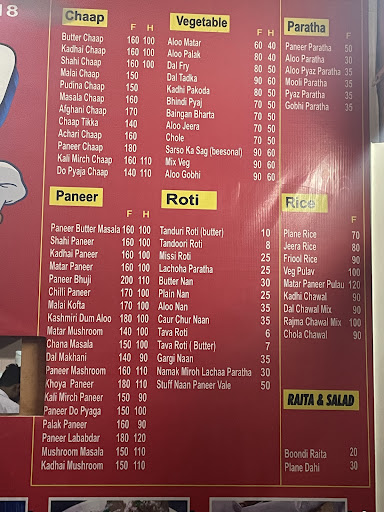 18
Chaap
F H
Butter Chaap 160 100
Kadhai Chaap 160 100
Shahi Chaap 160 100
Malai Chaap 150
Pudina Chaap 150
Masala Chaap 160
Afghani Chaap 170
Chaap Tikka 140
Achari Chaap 160
Paneer Chaap 180
Kali Mirch Chaap 160 110
Do Pyaja Chaap 140 110
Vegetable
F H
Aloo Matar 60 40
Aloo Palak 80 40
Dal Fry 80 50
Dal Tadka 90 60
Kadhi Pakoda 80 50
Bhindi Pyaj 70 50
Baingan Bharta 70 50
Aloo Jeera 70 50
Chole 70 50
Sarso Ka Sag (beesonal) 90 60
Mix Veg 90 60
Aloo Gobhi 90 60
Paratha
F
Paneer Paratha 50
Aloo Paratha 30
Aloo Pyaz Paratha 35
Mooli Paratha 35
Pyaz Paratha 35
Gobhi Paratha 35
Paneer
F H
Paneer Butter Masala 160 100
Shahi Paneer 160 100
Kadhai Paneer 160 100
Matar Paneer 160 100
Paneer Bhuji 200 110
Chilli Paneer 170 100
Malai Kofta 170 100
Kashmiri Dum Aloo 180 100
Matar Mushroom 140 100
Chana Masala 150 100
Dal Makhani 140 90
Paneer Mashroom 160 110
Khoya Paneer 180 110
Kali Mirch Paneer 150 90
Paneer Do Pyaga 150 100
Palak Paneer 160 90
Paneer Lababdar 180 120
Mushroom Masala 150 110
Kadhai Mushroom 150 110
Roti
Tanduri Roti (butter) 10
Tandoori Roti 8
Missi Roti 25
Lachoha Paratha 25
Butter Nan 30
Plain Nan 25
Aloo Nan 35
Caur Chur Naan 35
Tava Roti 6
Tava Roti ( Butter) 7
Gargi Naan 35
Namak Miroh Lachaa Paratha 30
Stuff Naan Paneer Vale 50
Rice
F
Plane Rice 70
Jeera Rice 80
Friool Rice 90
Veg Pulav 100
Matar Paneer Pulau 120
Kadhi Chawal 90
Dal Chawal Mix 90
Rajma Chawal Mix 100
Chola Chawal 90
RAITA & SALAD
Boondi Raita 20
Plane Dahi 30